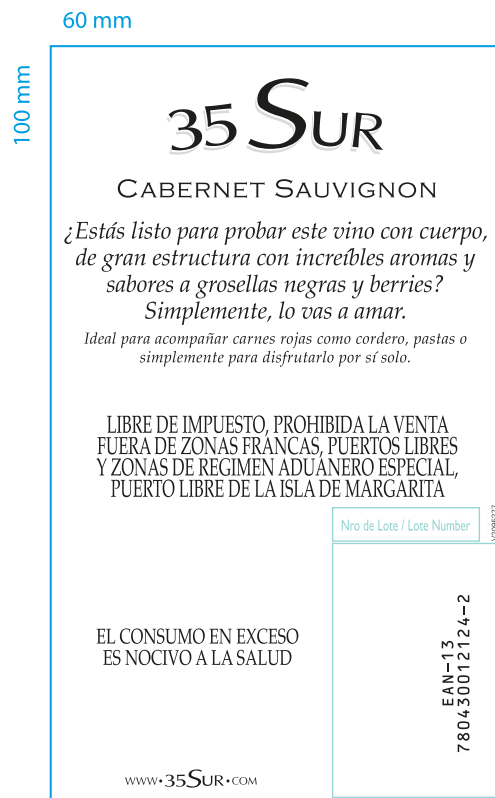 60 mm
100 mm
35 SUR
CABERNET SAUVIGNON
¿Estás listo para probar este vino con cuerpo,
de gran estructura con increíbles aromas y
sabores a grosellas negras y berries?
Simplemente, lo vas a amar.
Ideal para acompañar carnes rojas como cordero, pastas o
simplemente para disfrutarlo por sí solo.
LIBRE DE IMPUESTO, PROHIBIDA LA VENTA
FUERA DE ZONAS FRANCAS, PUERTOS LIBRES
Y ZONAS DE REGIMEN ADUANERO ESPECIAL,
PUERTO LIBRE DE LA ISLA DE MARGARITA
Nro de Lote / Lote Number
EAN-13
780430012124-2
EL CONSUMO EN EXCESO
ES NOCIVO A LA SALUD
WWW•35SUR•COM